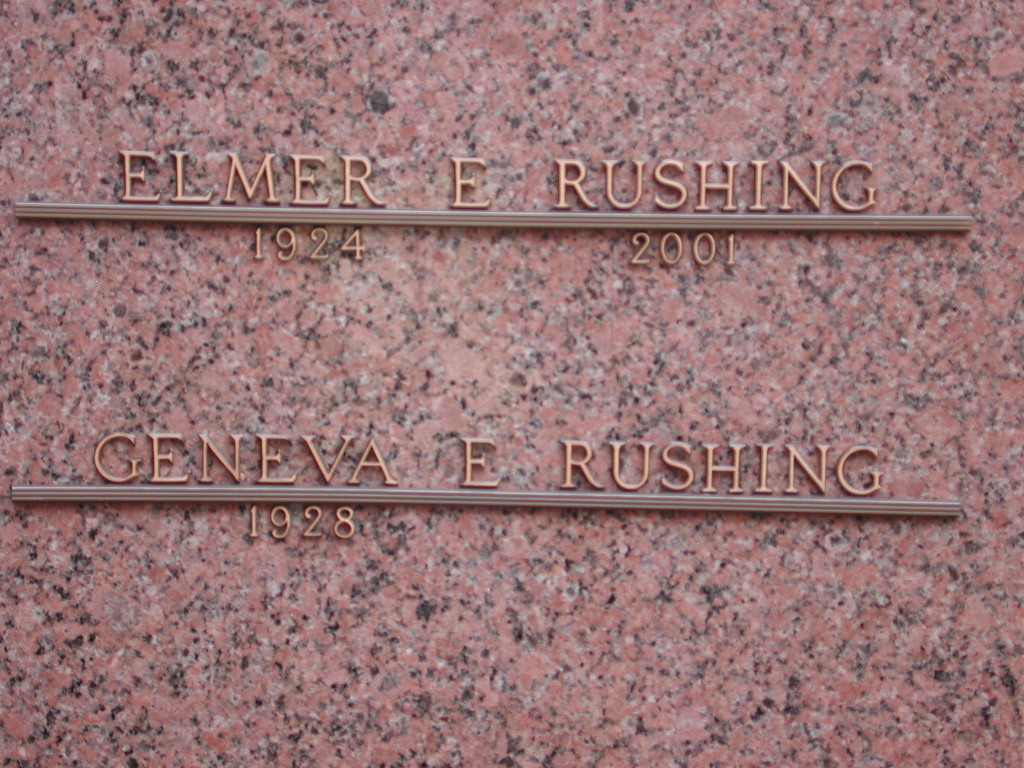 ELMER E RUSHING
1924 2001
GENEVA E RUSHING
1928